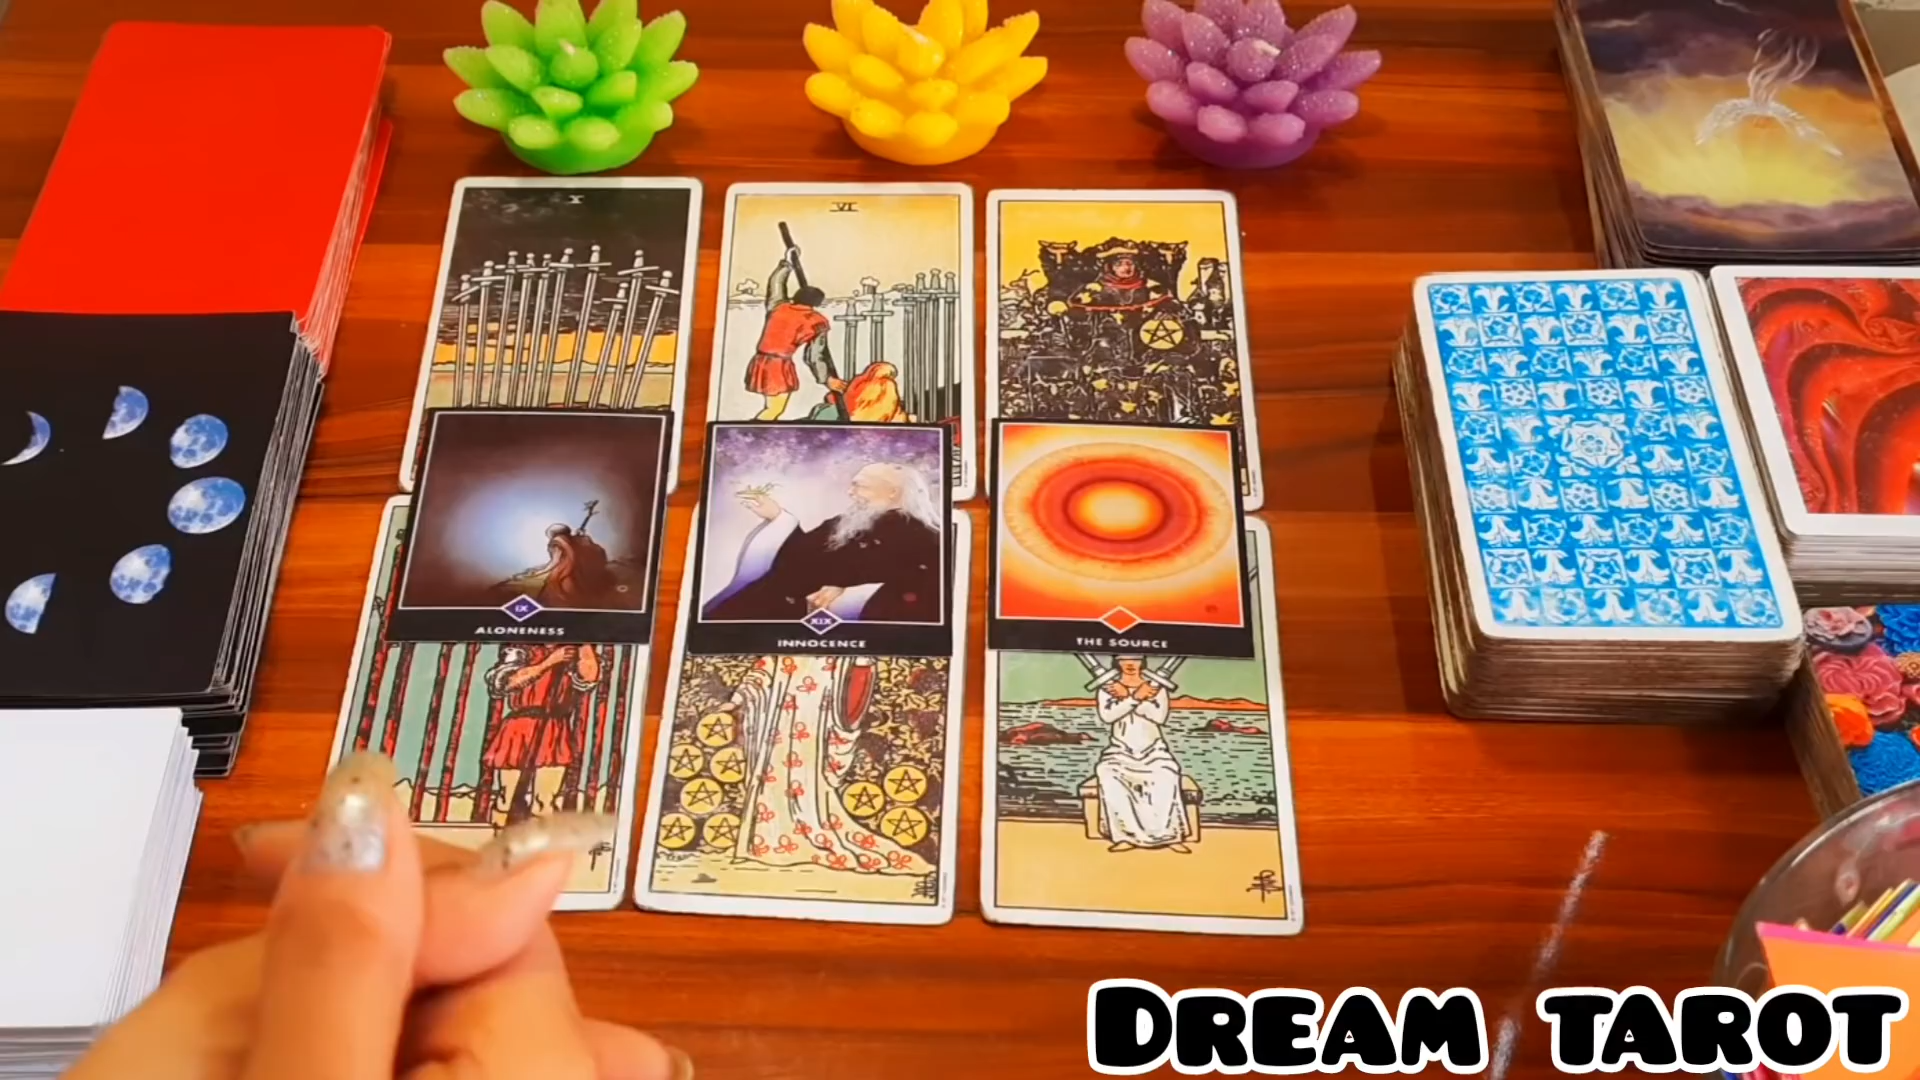 X
VI
IX
ALONENESS
XIX
INNOCENCE
THE SOURCE
DREAM TAROT